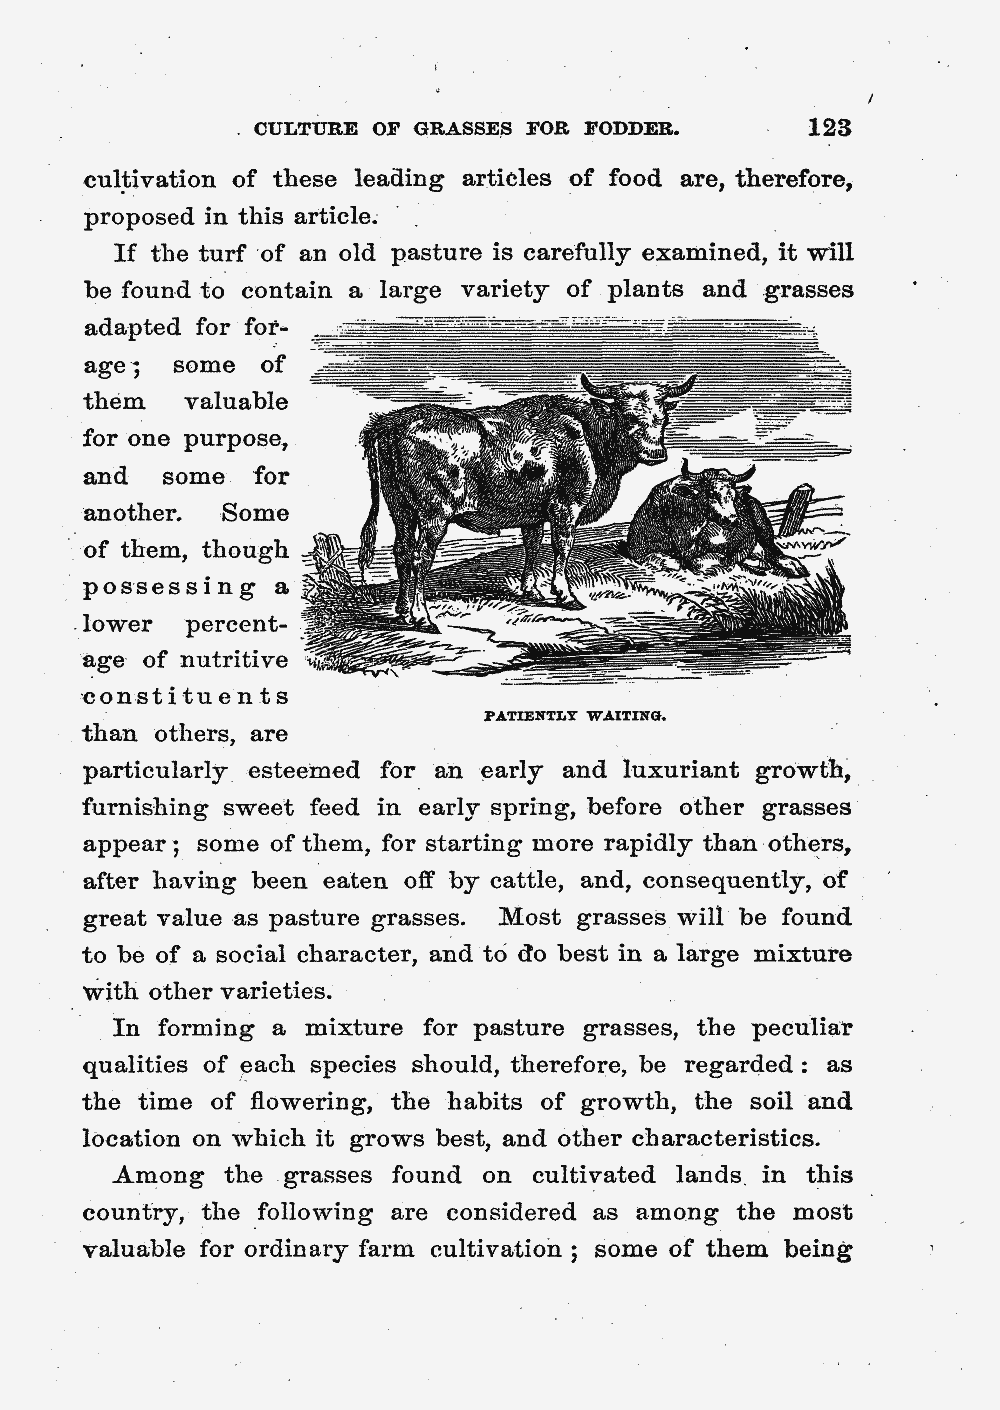 CULTURE OF GRASSES FOR FODDER. 123
cultivation of these leading articles of food are, therefore,
proposed in this article.
If the turf of an old pasture is carefully examined, it will
be found to contain a large variety of plants and grasses
adapted for for-
age; some of
them valuable
for one purpose,
and some for
another. Some
of them, though
possessing a
lower percent-
age of nutritive
constituents
than others, are
PATIENTLY WAITING.
particularly esteemed for an early and luxuriant growth,
furnishing sweet feed in early spring, before other grasses
appear; some of them, for starting more rapidly than others,
after having been eaten off by cattle, and, consequently, of
great value as pasture grasses. Most grasses will be found
to be of a social character, and to do best in a large mixture
with other varieties.
In forming a mixture for pasture grasses, the peculiar
qualities of each species should, therefore, be regarded: as
the time of flowering, the habits of growth, the soil and
location on which it grows best, and other characteristics.
Among the grasses found on cultivated lands in this
country, the following are considered as among the most
valuable for ordinary farm cultivation; some of them being